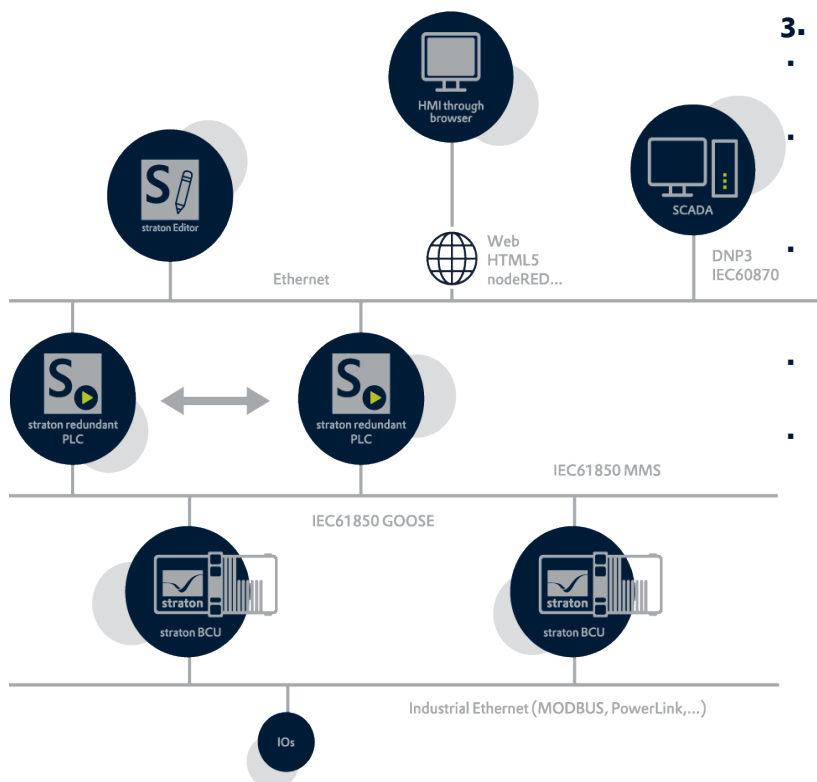 3.
HMI through
browser
S
straton Editor
SCADA
Web
HTML5
nodeRED...
DNP3
IEC60870
Ethernet
S
straton redundant
PLC
S
straton redundant
PLC
IEC61850 MMS
IEC61850 GOOSE
straton
straton BCU
straton
straton BCU
Industrial Ethernet (MODBUS, PowerLink,...)
IOs